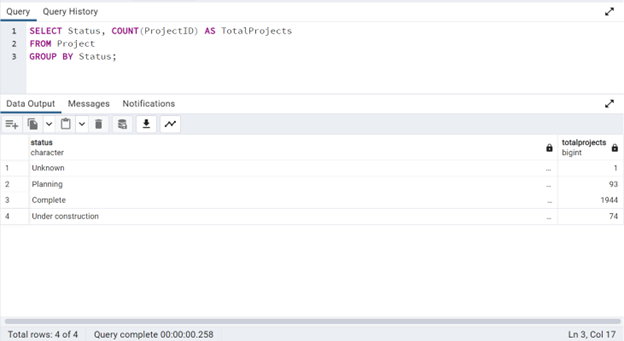 Query Query History
1 SELECT Status, COUNT(ProjectID) AS TotalProjects
2 FROM Project
3 GROUP BY Status;
Data Output Messages Notifications
status totalprojects
character bigint
1 Unknown ... 1
2 Planning ... 93
3 Complete ... 1944
4 Under construction ... 74
Total rows: 4 of 4 Query complete 00:00:00.258 Ln 3, Col 17